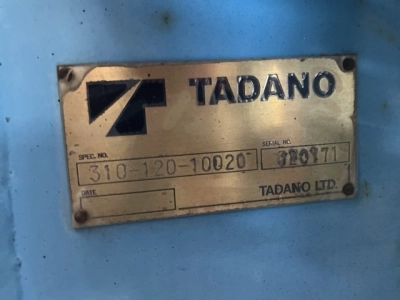 TADANO
SPEC. NO. SERIAL NO.
310-120-10020
DATE
TADANO LTD.